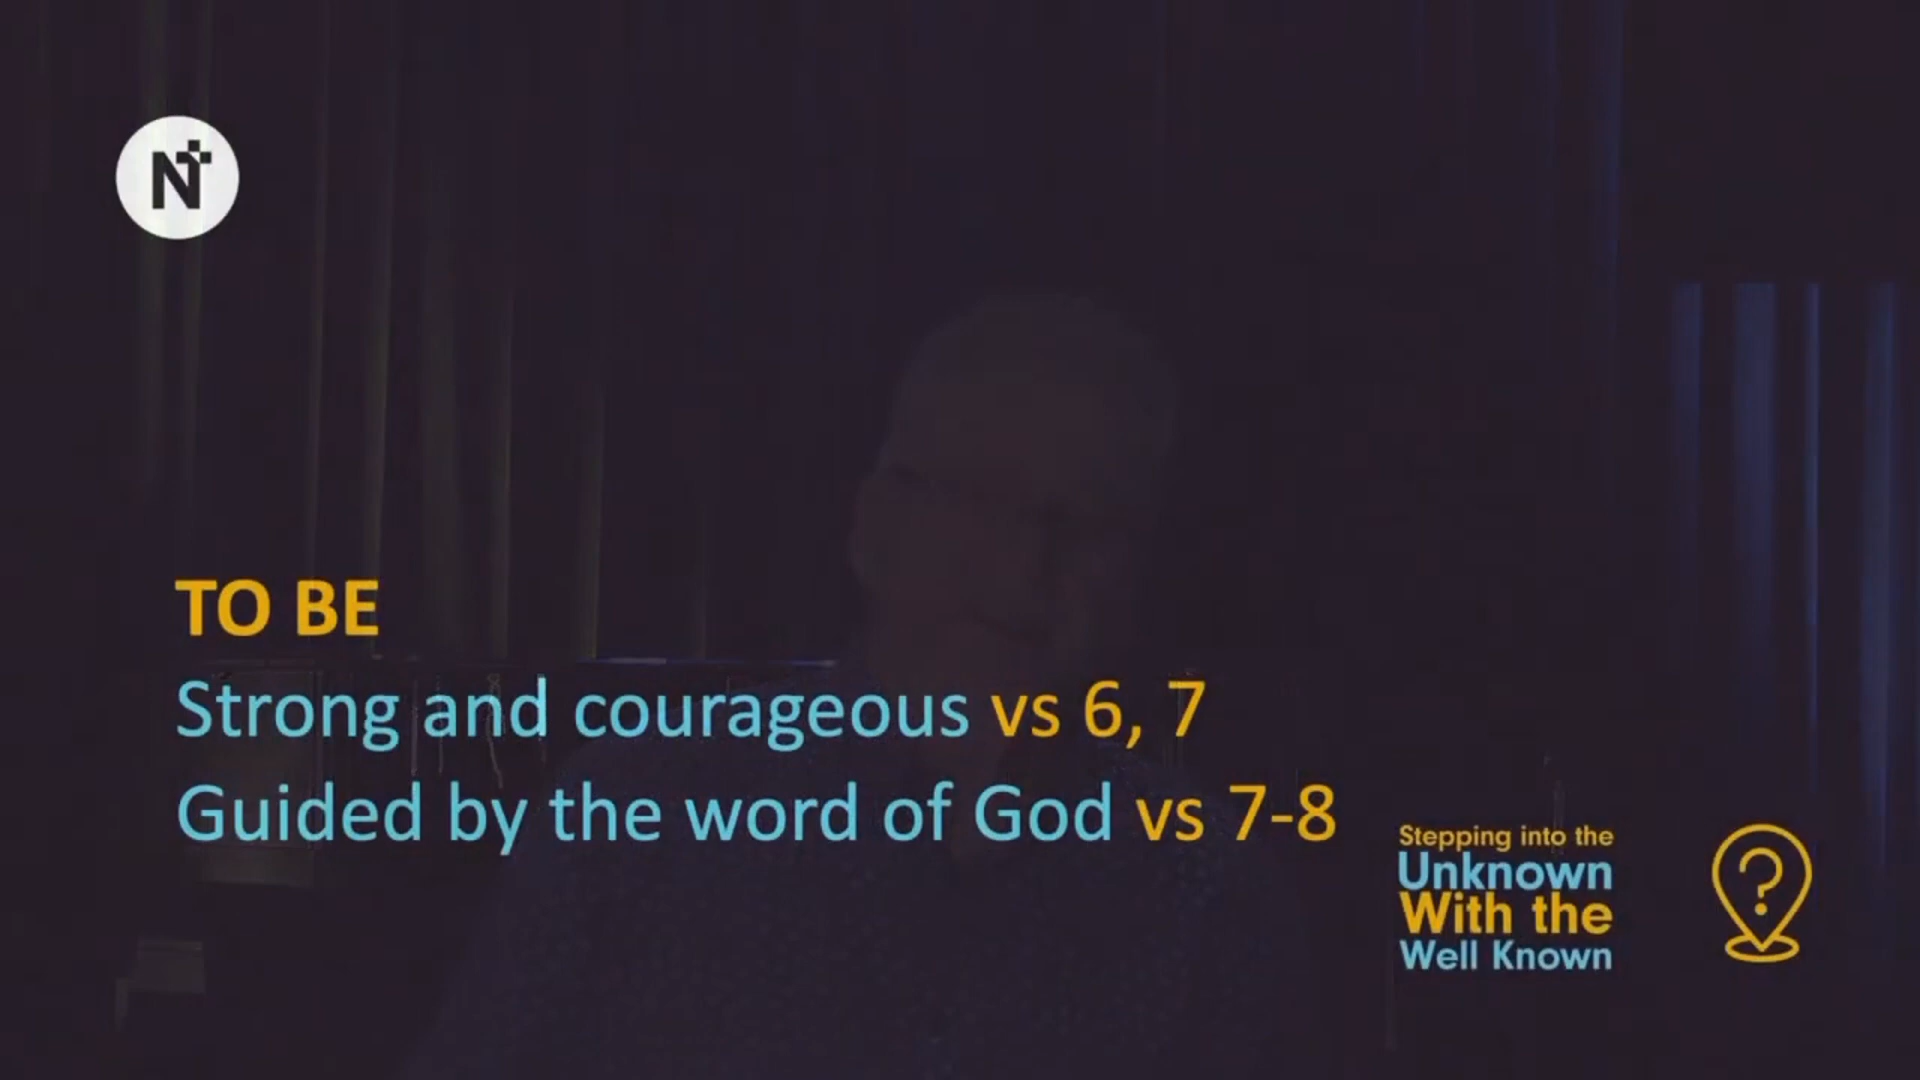 N
TO BE
Strong and courageous vs 6, 7
Guided by the word of God vs 7-8
Stepping into the
Unknown
With the
Well Known
?